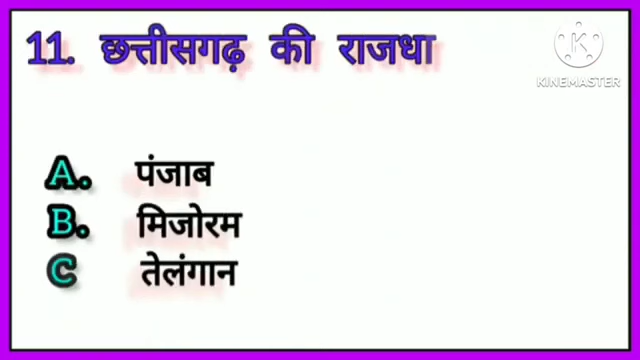 11. छत्तीसगढ़ की राजधा
KINEMASTER
A. पंजाब
B. मिजोरम
C तेलंगान